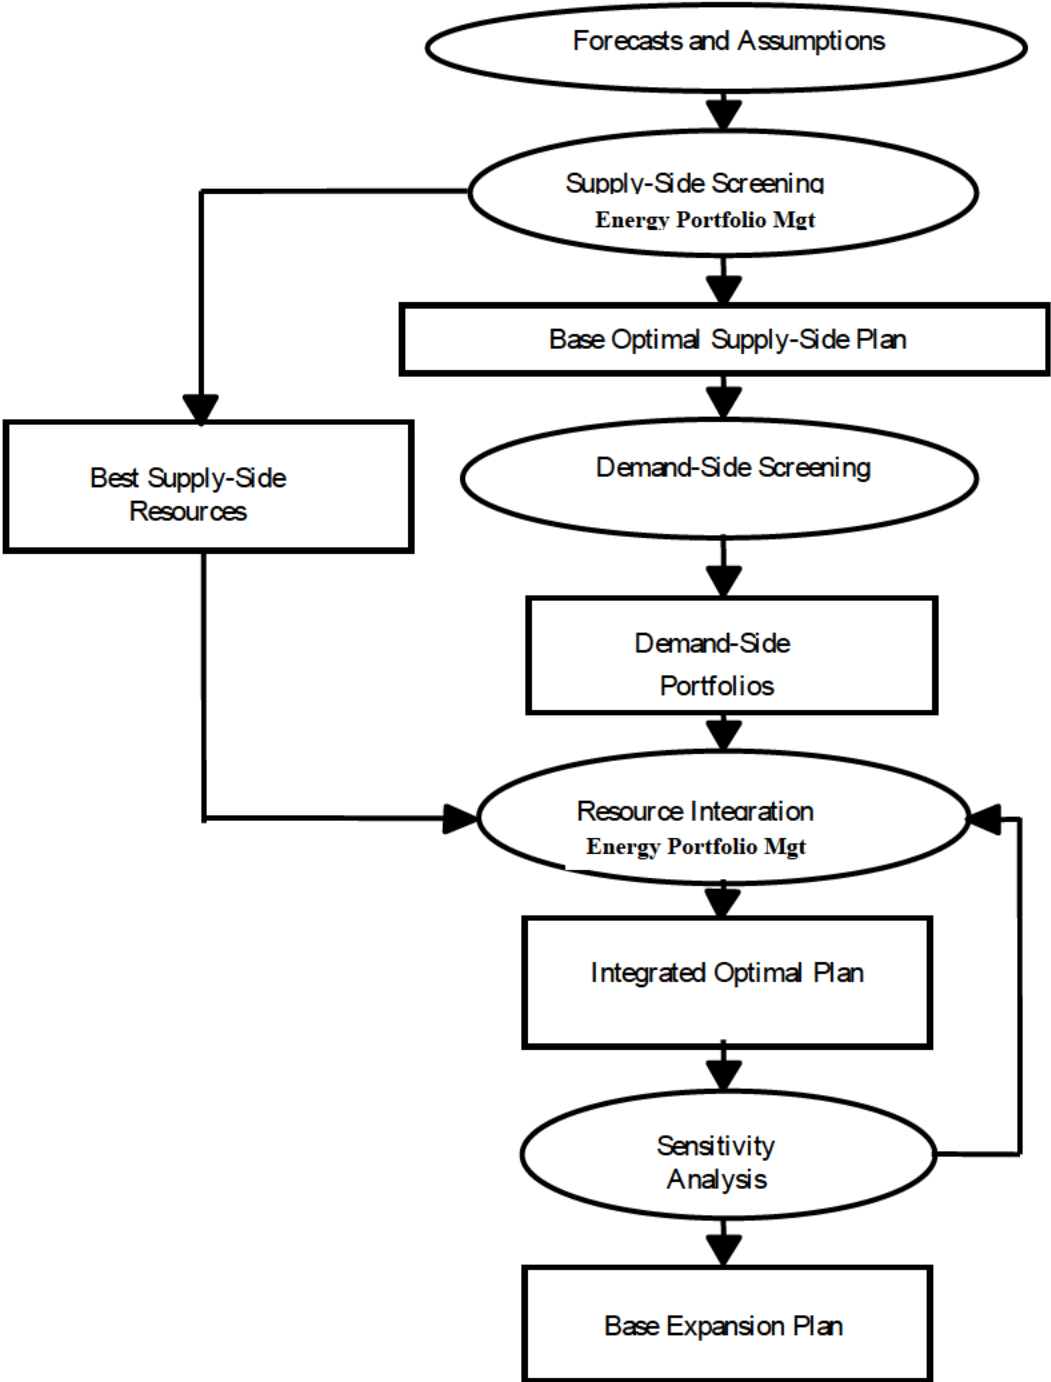 Forecasts and Assumptions
Supply-Side Screening
Energy Portfolio Mgt
Base Optimal Supply-Side Plan
Best Supply-Side
Resources
Demand-Side Screening
Demand-Side
Portfolios
Resource Integration
Energy Portfolio Mgt
Integrated Optimal Plan
Sensitivity
Analysis
Base Expansion Plan